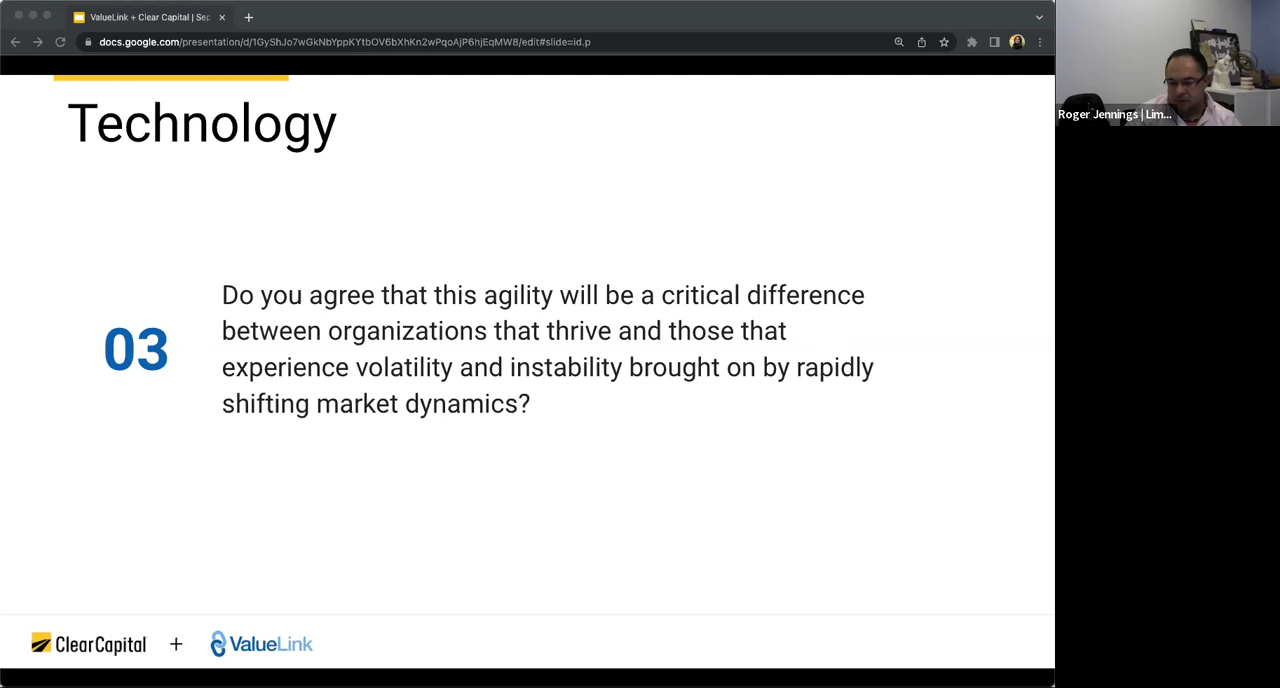 ValueLink + Clear Capital | Sep
docs.google.com/presentation/d/1GyShJo7wGkNbYppKYtbOV6bXhKn2wPqoAjP6hjEqMW8/edit#slide=id.p
Roger Jennings | Lim...
Technology
03
Do you agree that this agility will be a critical difference
between organizations that thrive and those that
experience volatility and instability brought on by rapidly
shifting market dynamics?
ClearCapital + ValueLink